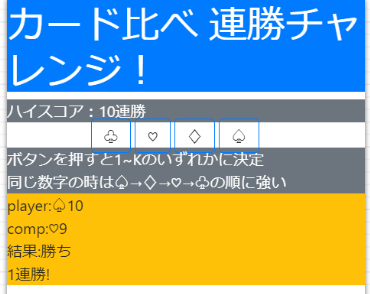 カード比べ 連勝チャ
レンジ！
ハイスコア：10連勝
♧ ♡ ♢ ♤
ボタンを押すと1~Kのいずれかに決定
同じ数字の時は♤→♢→♡→♧の順に強い
player:♤10
comp:♡9
結果:勝ち
1連勝!